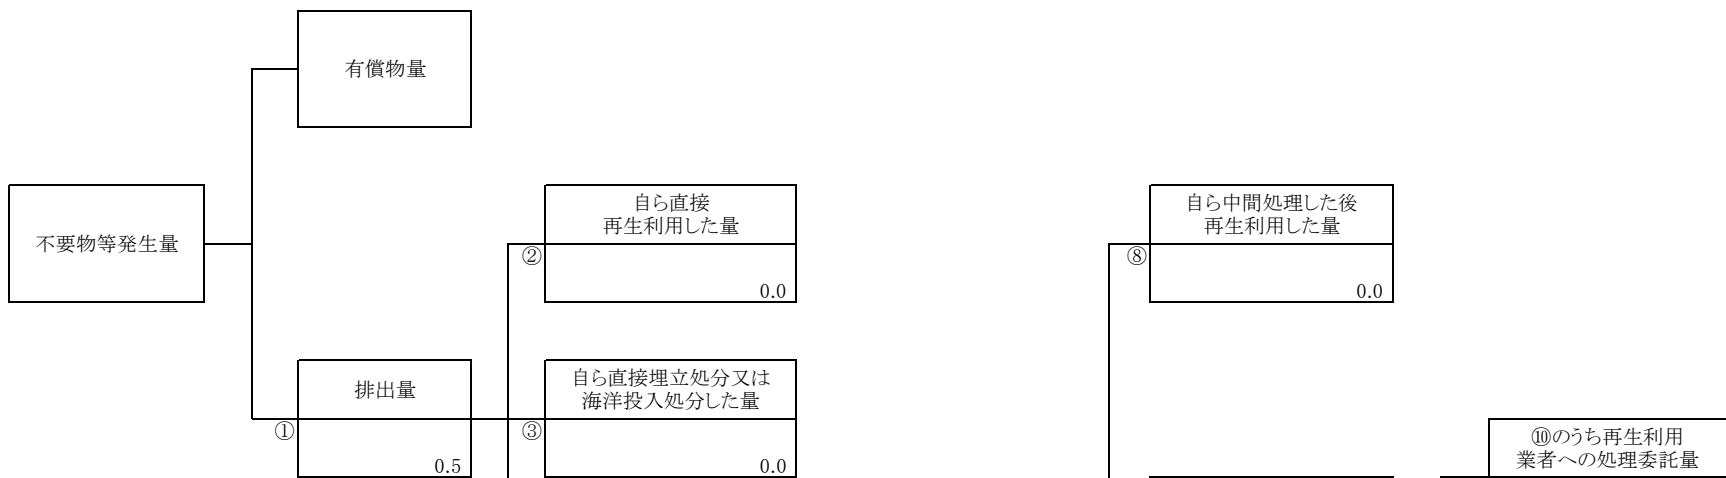 有償物量
不要物等発生量
自ら直接
再生利用した量
②
0.0
自ら中間処理した後
再生利用した量
⑧
0.0
排出量
①
0.5
自ら直接埋立処分又は
海洋投入処分した量
③
0.0
⑩のうち再生利用
業者への処理委託量